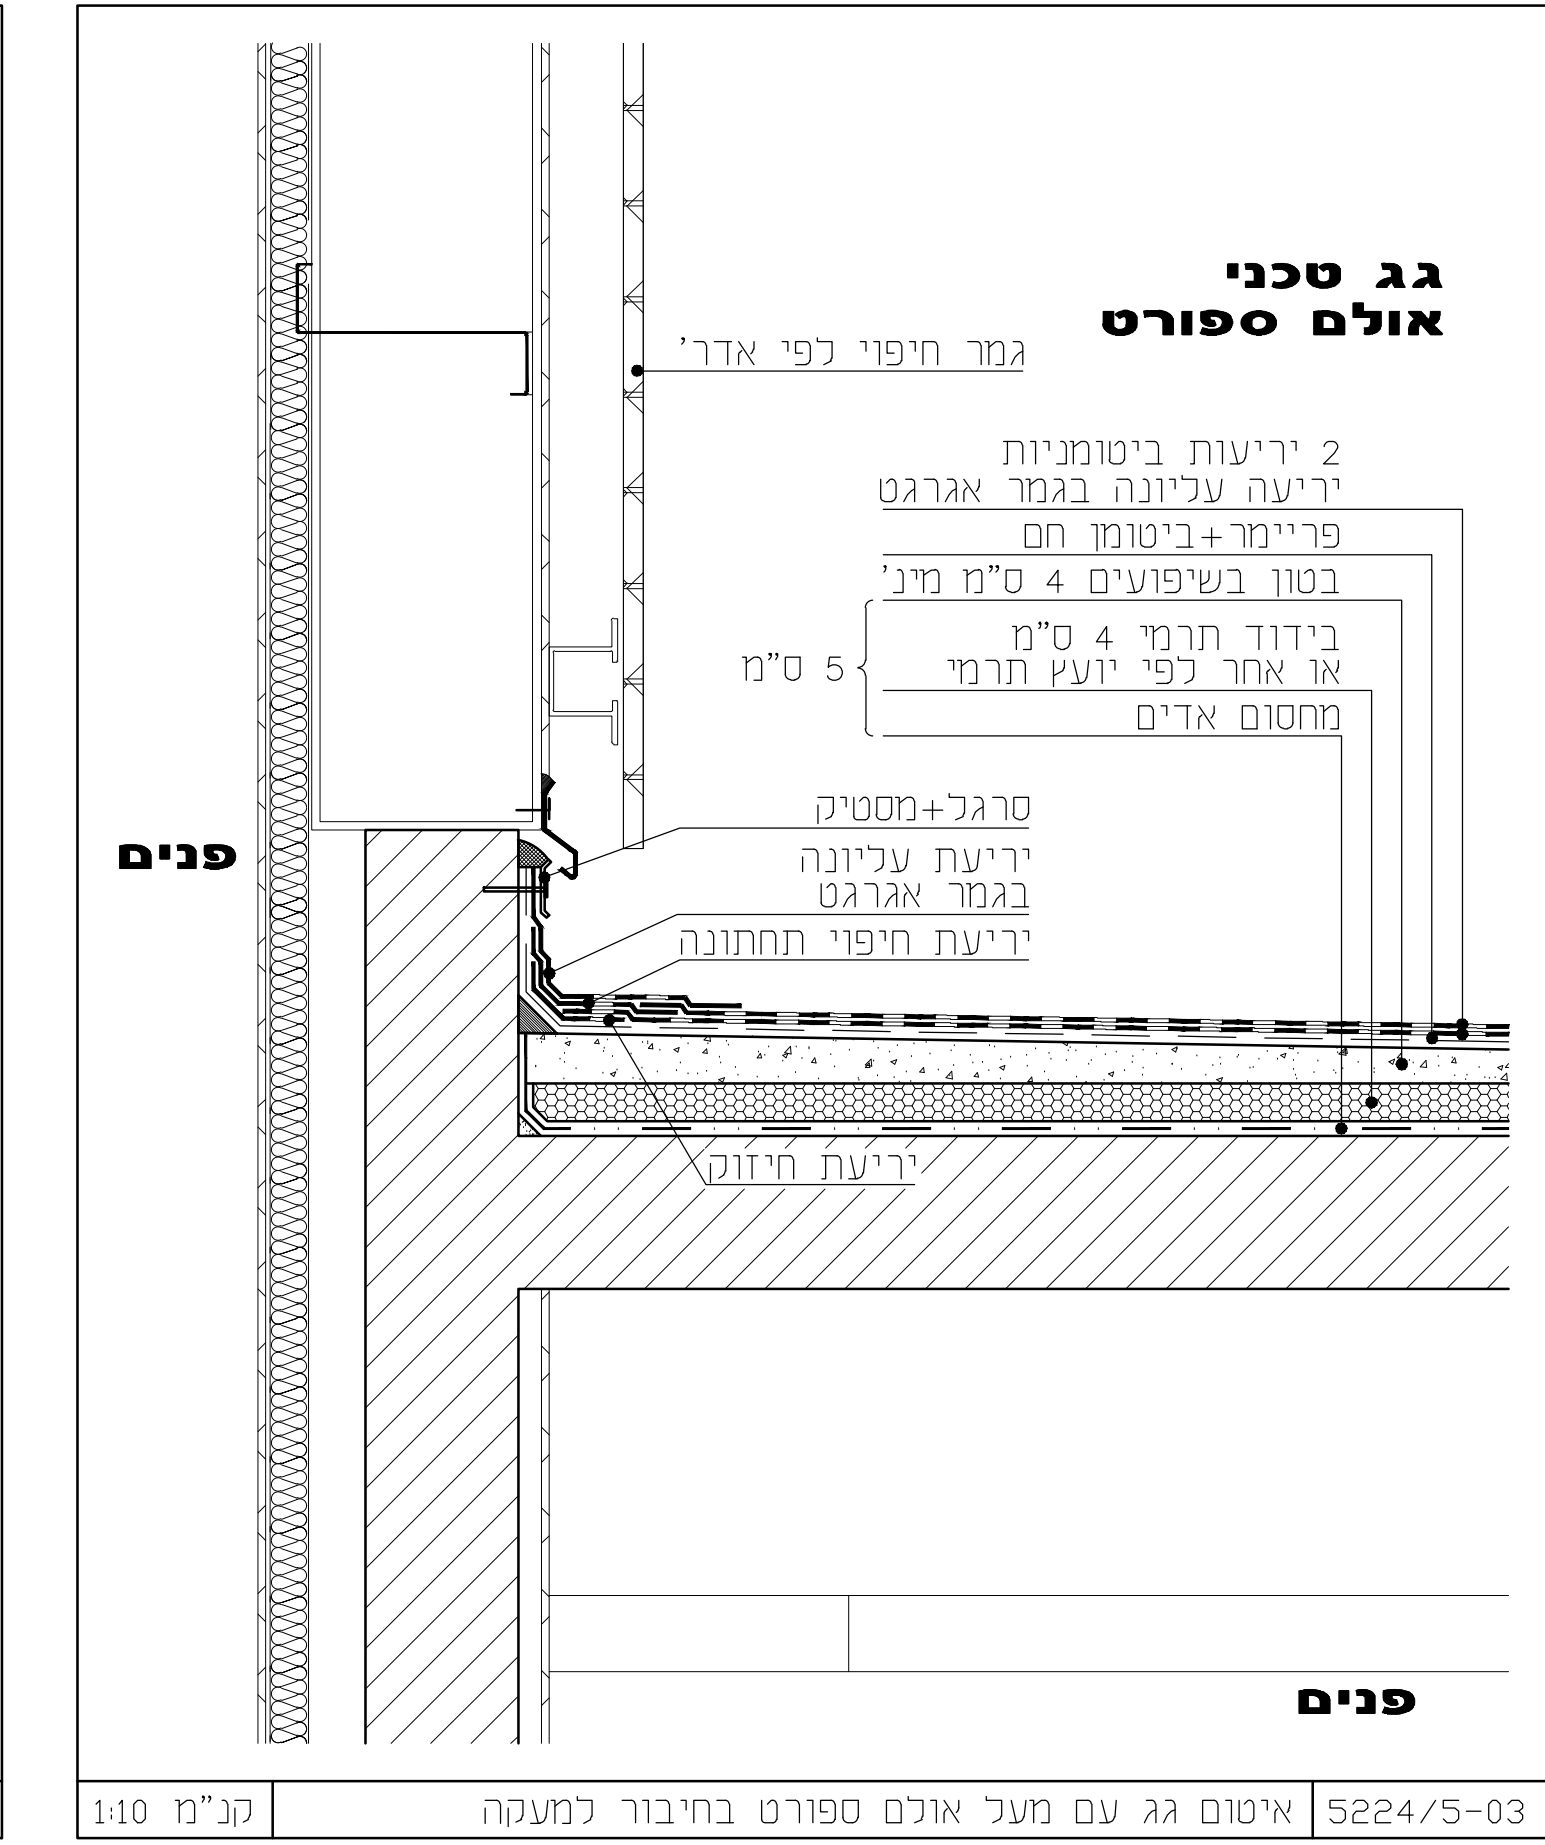 גג טכני
אולם ספורט
גמר חיפוי לפי אדר'
2 יריעות ביטומניות
יריעה עליונה בגמר אגרגט
פריימר+ביטומן חם
בטון בשיפועים 4 ס"מ מינ'
בידוד תרמי 4 ס"מ
או אחר לפי יועץ תרמי
5 ס"מ
מחסום אדים
סרגל+מסטיק
יריעת עליונה
בגמר אגרגט
יריעת חיפוי תחתונה
פנים
יריעת חיזוק
פנים
5224/5-03
איטום גג עם מעל אולם ספורט בחיבור למעקה
קנ"מ 1:10